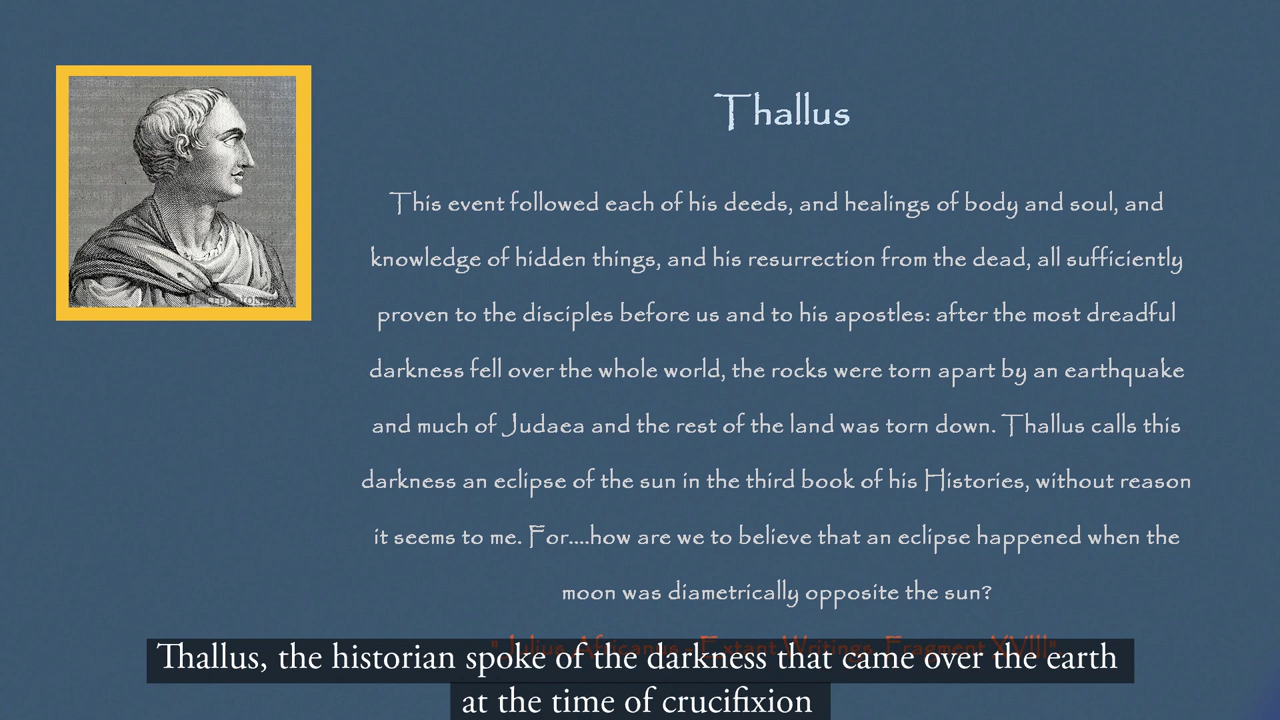 Thallus
This event followed each of his deeds, and healings of body and soul, and
knowledge of hidden things, and his resurrection from the dead, all sufficiently
proven to the disciples before us and to his apostles: after the most dreadful
darkness fell over the whole world, the rocks were torn apart by an earthquake
and much of Judaea and the rest of the land was torn down. Thallus calls this
darkness an eclipse of the sun in the third book of his Histories, without reason
it seems to me. For....how are we to believe that an eclipse happened when the
moon was diametrically opposite the sun?
" Julius Africanus, Extant Writings, Fragment XVIII"
Thallus, the historian spoke of the darkness that came over the earth
at the time of crucifixion